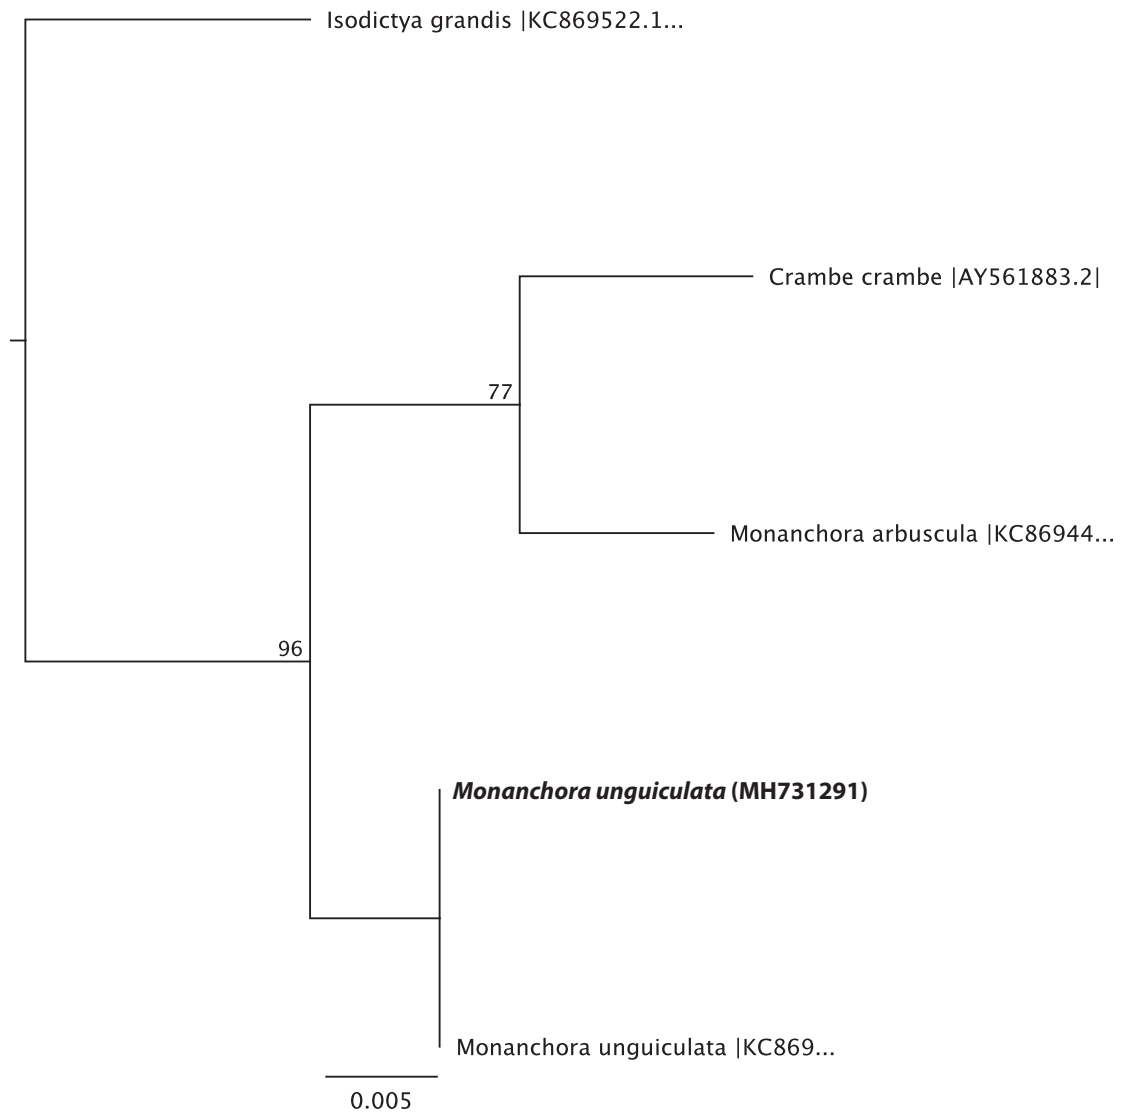 Isodictya grandis |KC869522.1...
Crambe crambe |AY561883.2|
77
Monanchora arbuscula |KC86944...
96
Monanchora unguiculata (MH731291)
Monanchora unguiculata |KC869...
0.005